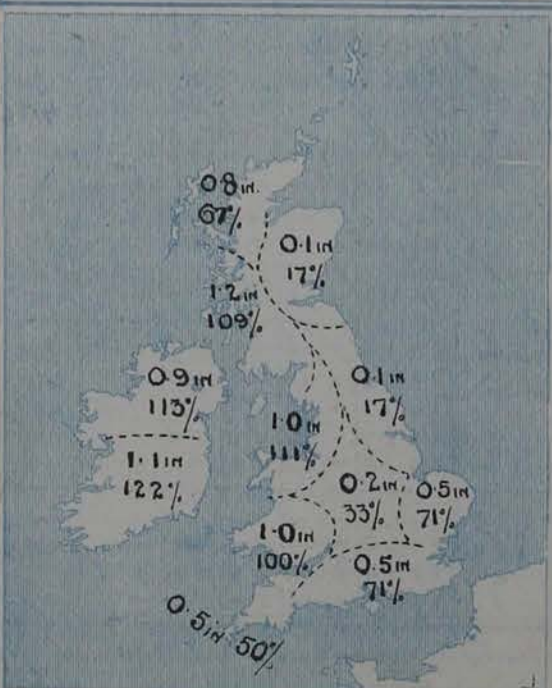 0.8 IN.
67%
0.1 IN
17%
1.2 IN
109%
0.9 IN
113%
0.1 IN
17%
1.0 IN
111%
1.1 IN
122%
0.2 IN
33%
0.5 IN
71%
1.0 IN
100%
0.5 IN
71%
0.5 IN 50%